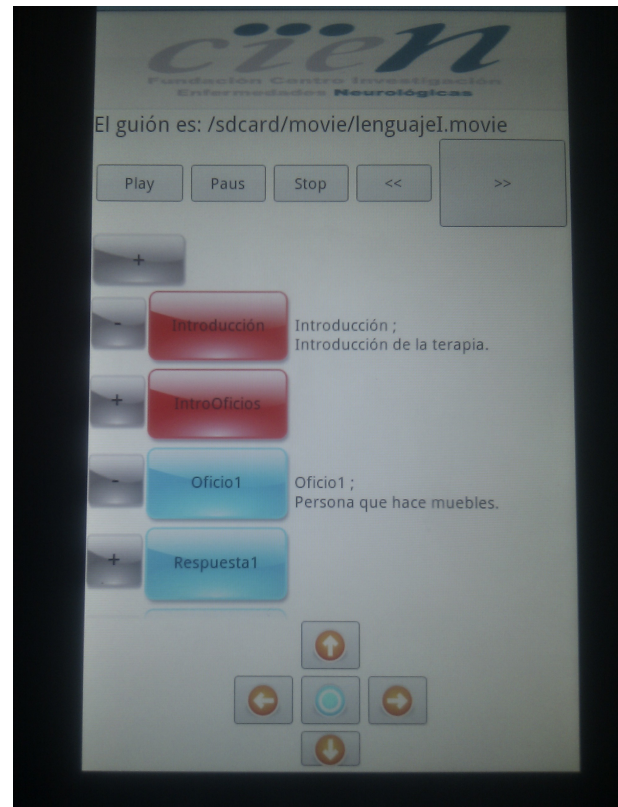 cien
Fundación Centro Investigación
Enfermedades Neurológicas
El guión es: /sdcard/movie/lenguajeI.movie
Play Paus Stop << >>
+
- Introducción Introducción ;
Introducción de la terapia.
+ IntroOficios
- Oficio1 Oficio1 ;
Persona que hace muebles.
+ Respuesta1